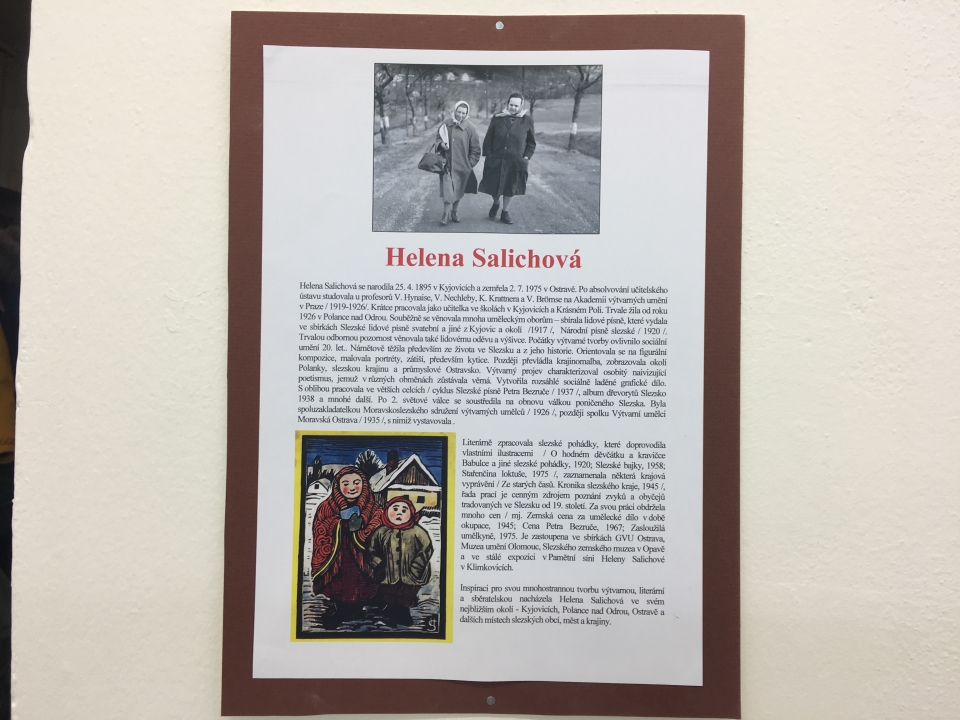 Helena Salichová
Helena Salichová se narodila 25. 4. 1895 v Kyjovicích a zemřela 2. 7. 1975 v Ostravě. Po absolvování učitelského
ústavu studovala u profesorů V. Hynaise, V. Nechleby, K. Krattnera a V. Brömse na Akademii výtvarných umění
v Praze / 1919-1926/. Krátce pracovala jako učitelka ve školách v Kyjovicích a Krásném Poli. Trvale žila od roku
1926 v Polance nad Odrou. Souběžně se věnovala mnoha uměleckým oborům – sbírala lidové písně, které vydala
ve sbírkách Slezské lidové písně svatební a jiné z Kyjovic a okolí /1917 /, Národní písně slezské / 1920 /.
Trvalou odbornou pozornost věnovala také lidovému oděvu a výšivce. Počátky výtvarné tvorby ovlivnilo sociální
umění 20. let.. Námětově těžila především ze života ve Slezsku a z jeho historie. Orientovala se na figurální
kompozice, malovala portréty, zátiší, především kytice. Později převládla krajinomalba, zobrazovala okolí
Polanky, slezskou krajinu a průmyslové Ostravsko. Výtvarný projev charakterizoval osobitý naivizující
poetismus, jemuž v různých obměnách zůstávala věrná. Vytvořila rozsáhlé sociálně laděné grafické dílo.
S oblibou pracovala ve větších celcích / cyklus Slezské písně Petra Bezruče / 1937 /, album dřevorytů Slezsko
1938 a mnohé další. Po 2. světové válce se soustředila na obnovu válkou poničeného Slezska. Byla
spoluzakladatelkou Moravskoslezského sdružení výtvarných umělců / 1926 /, později spolku Výtvarní umělci
Moravská Ostrava / 1935 /, s nimiž vystavovala .
Literárně zpracovala slezské pohádky, které doprovodila
vlastními ilustracemi / O hodném děvčátku a kravičce
Babulce a jiné slezské pohádky, 1920; Slezské bajky, 1958;
Stařenčina loktuše, 1975 /, zaznamenala některá krajová
vyprávění / Ze starých časů. Kronika slezského kraje, 1945 /,
řada prací je cenným zdrojem poznání zvyků a obyčejů
tradovaných ve Slezsku od 19. století. Za svou práci obdržela
mnoho cen / mj. Zemská cena za umělecké dílo v době
okupace, 1945; Cena Petra Bezruče, 1967; Zasloužilá
umělkyně, 1975. Je zastoupena ve sbírkách GVU Ostrava,
Muzea umění Olomouc, Slezského zemského muzea v Opavě
a ve stálé expozici v Pamětní síni Heleny Salichové
v Klimkovicích.
Inspiraci pro svou mnohostrannou tvorbu výtvarnou, literární
a sběratelskou nacházela Helena Salichová ve svém
nejbližším okolí - Kyjovicích, Polance nad Odrou, Ostravě a
dalších místech slezských obcí, měst a krajiny.